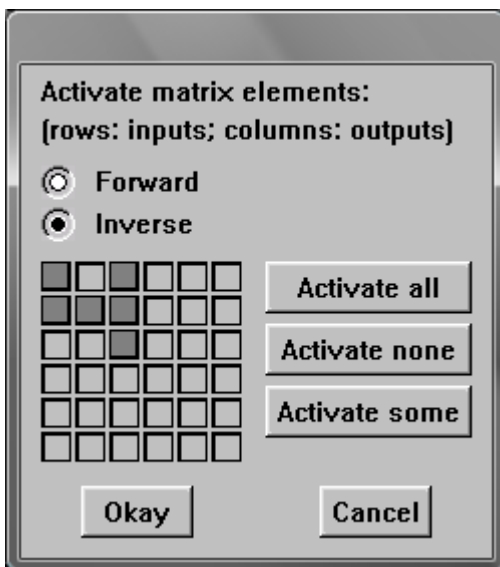 Activate matrix elements:
(rows: inputs; columns: outputs)
Forward
Inverse
Activate all
Activate none
Activate some
Okay
Cancel